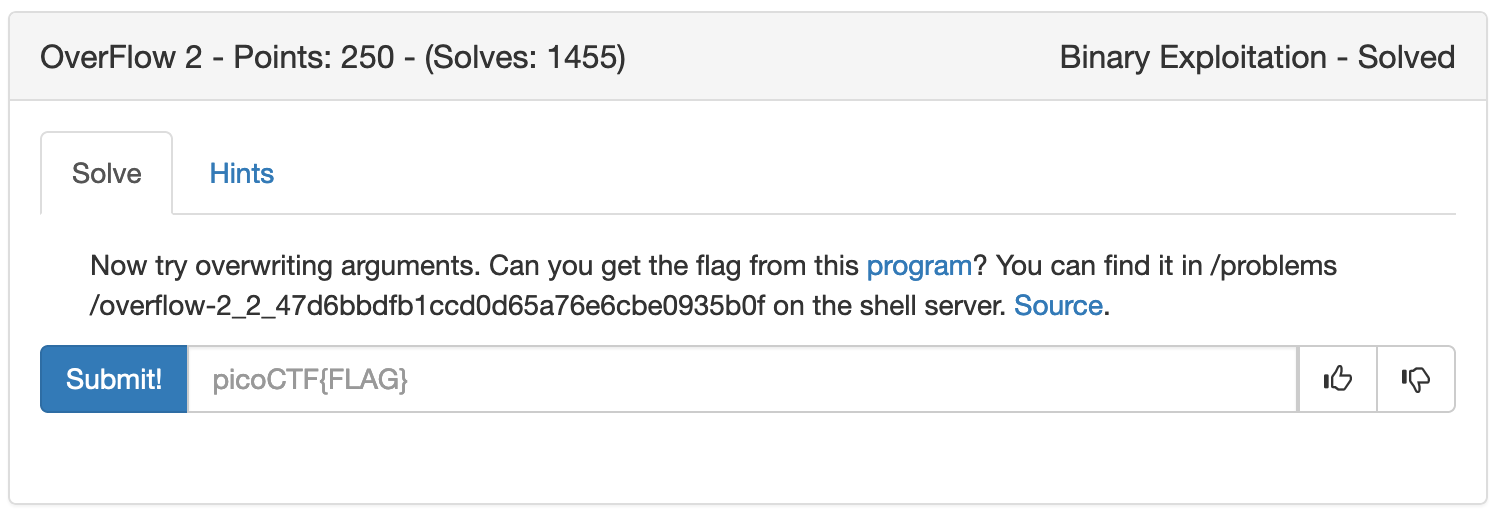 OverFlow 2 - Points: 250 - (Solves: 1455)
Binary Exploitation - Solved
Solve
Hints
Now try overwriting arguments. Can you get the flag from this program? You can find it in /problems
/overflow-2_2_47d6bbdfb1ccd0d65a76e6cbe0935b0f on the shell server. Source.
Submit!
picoCTF{FLAG}